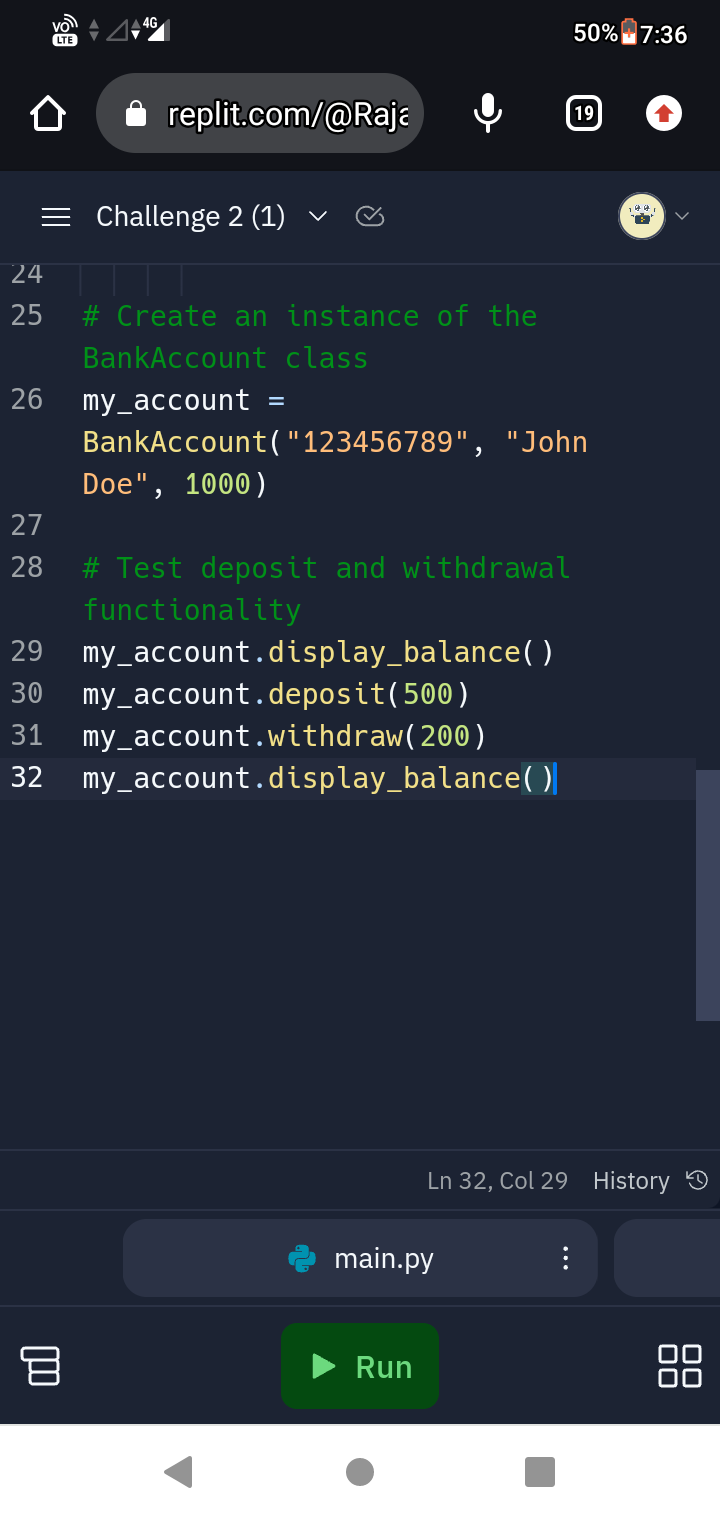 VO LTE 4G 50% 7:36
replit.com/@Raja 19
Challenge 2 (1)
24
25 # Create an instance of the
BankAccount class
26 my_account =
BankAccount("123456789", "John
Doe", 1000)
27
28 # Test deposit and withdrawal
functionality
29 my_account.display_balance()
30 my_account.deposit(500)
31 my_account.withdraw(200)
32 my_account.display_balance()
Ln 32, Col 29 History
main.py
Run